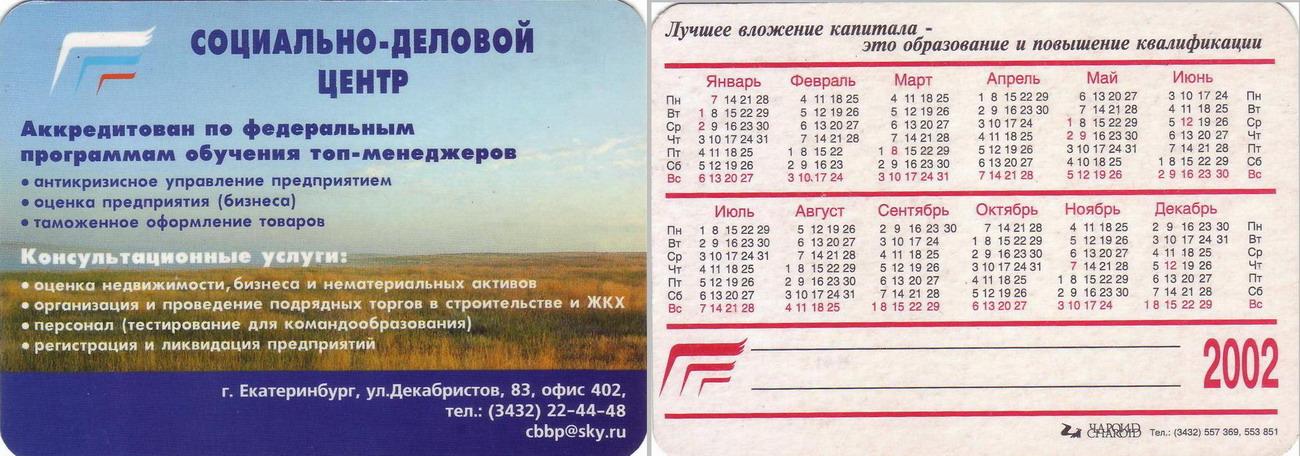 СОЦИАЛЬНО-ДЕЛОВОЙ
ЦЕНТР
Аккредитован по федеральным
программам обучения топ-менеджеров
• антикризисное управление предприятием
• оценка предприятия (бизнеса)
• таможенное оформление товаров
Консультационные услуги:
• оценка недвижимости, бизнеса и нематериальных активов
• организация и проведение подрядных торгов в строительстве и ЖКХ
• персонал (тестирование для командообразования)
• регистрация и ликвидация предприятий
г. Екатеринбург, ул.Декабристов, 83, офис 402,
тел.: (3432) 22-44-48
cbbp@sky.ru
Лучшее вложение капитала -
это образование и повышение квалификации
Январь Февраль Март Апрель Май Июнь
Пн 7 14 21 28 4 11 18 25 4 11 18 25 1 8 15 22 29 6 13 20 27 3 10 17 24 Пн
Вт 1 8 15 22 29 5 12 19 26 5 12 19 26 2 9 16 23 30 7 14 21 28 4 11 18 25 Вт
Ср 2 9 16 23 30 6 13 20 27 6 13 20 27 3 10 17 24 1 8 15 22 29 5 12 19 26 Ср
Чт 3 10 17 24 31 7 14 21 28 7 14 21 28 4 11 18 25 2 9 16 23 30 6 13 20 27 Чт
Пт 4 11 18 25 1 8 15 22 1 8 15 22 29 5 12 19 26 3 10 17 24 31 7 14 21 28 Пт
Сб 5 12 19 26 2 9 16 23 2 9 16 23 30 6 13 20 27 4 11 18 25 1 8 15 22 29 Сб
Вс 6 13 20 27 3 10 17 24 3 10 17 24 31 7 14 21 28 5 12 19 26 2 9 16 23 30 Вс
Июль Август Сентябрь Октябрь Ноябрь Декабрь
Пн 1 8 15 22 29 5 12 19 26 2 9 16 23 30 7 14 21 28 4 11 18 25 2 9 16 23 30 Пн
Вт 2 9 16 23 30 6 13 20 27 3 10 17 24 1 8 15 22 29 5 12 19 26 3 10 17 24 31 Вт
Ср 3 10 17 24 31 7 14 21 28 4 11 18 25 2 9 16 23 30 6 13 20 27 4 11 18 25 Ср
Чт 4 11 18 25 1 8 15 22 29 5 12 19 26 3 10 17 24 31 7 14 21 28 5 12 19 26 Чт
Пт 5 12 19 26 2 9 16 23 30 6 13 20 27 4 11 18 25 1 8 15 22 29 6 13 20 27 Пт
Сб 6 13 20 27 3 10 17 24 31 7 14 21 28 5 12 19 26 2 9 16 23 30 7 14 21 28 Сб
Вс 7 14 21 28 4 11 18 25 1 8 15 22 29 6 13 20 27 3 10 17 24 1 8 15 22 29 Вс
2002
ЧАРОИД
CHAROID Тел.: (3432) 557 369, 553 851